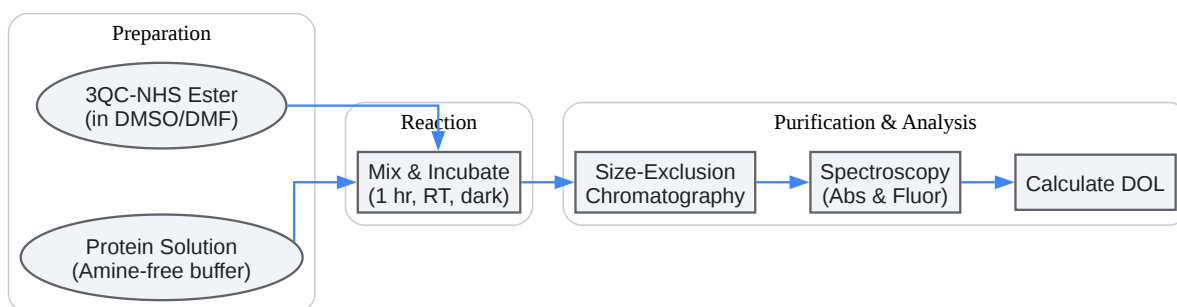 Preparation
3QC-NHS Ester
(in DMSO/DMF)
Protein Solution
(Amine-free buffer)
Reaction
Mix & Incubate
(1 hr, RT, dark)
Purification & Analysis
Size-Exclusion
Chromatography
Spectroscopy
(Abs & Fluor)
Calculate DOL